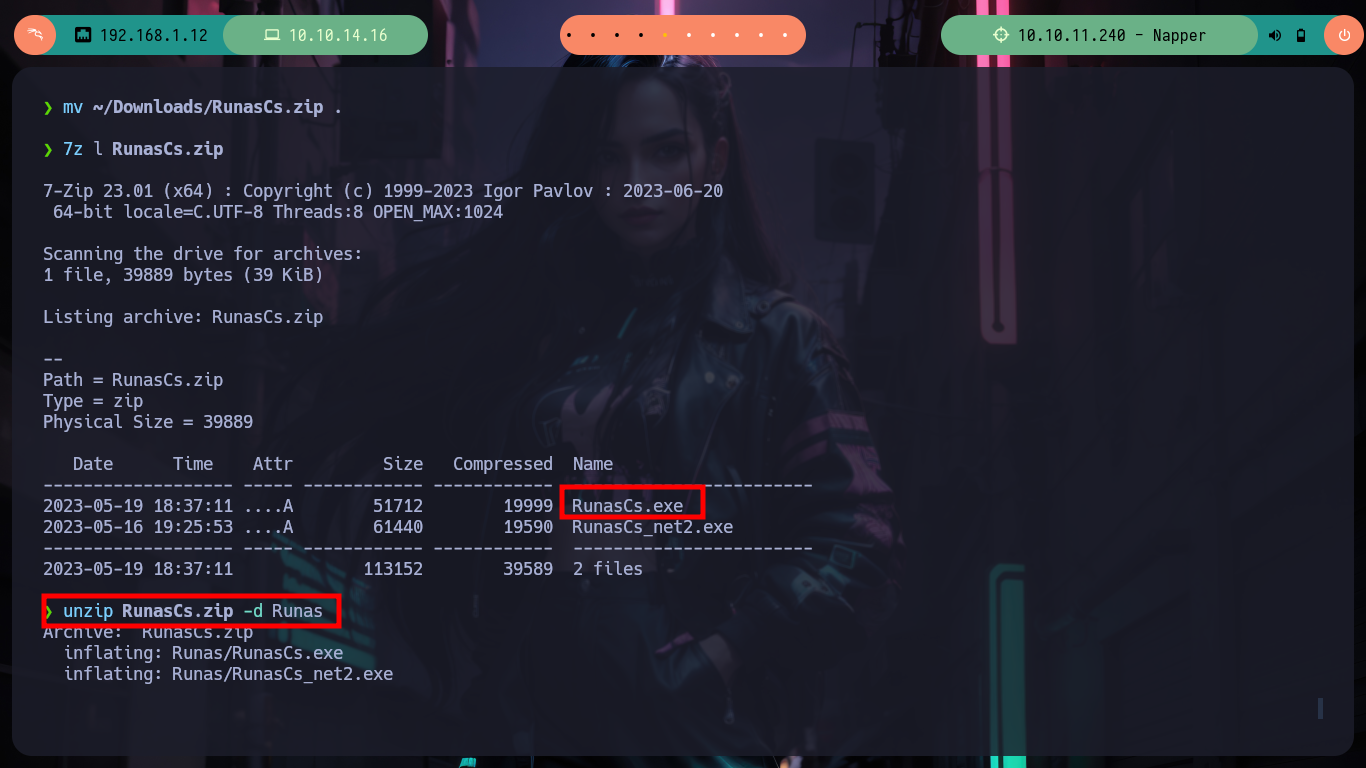 192.168.1.12
10.10.14.16
10.10.11.240 - Napper
❯ mv ~/Downloads/RunasCs.zip .
❯ 7z l RunasCs.zip
7-Zip 23.01 (x64) : Copyright (c) 1999-2023 Igor Pavlov : 2023-06-20
64-bit locale=C.UTF-8 Threads:8 OPEN_MAX:1024
Scanning the drive for archives:
1 file, 39889 bytes (39 KiB)
Listing archive: RunasCs.zip
--
Path = RunasCs.zip
Type = zip
Physical Size = 39889
Date Time Attr Size Compressed Name
------------------- ----- ------------ ------------ ------------------------
2023-05-19 18:37:11 ....A 51712 19999 RunasCs.exe
2023-05-16 19:25:53 ....A 61440 19590 RunasCs_net2.exe
------------------- ----- ------------ ------------ ------------------------
2023-05-19 18:37:11 113152 39589 2 files
❯ unzip RunasCs.zip -d Runas
Archive: RunasCs.zip
inflating: Runas/RunasCs.exe
inflating: Runas/RunasCs_net2.exe